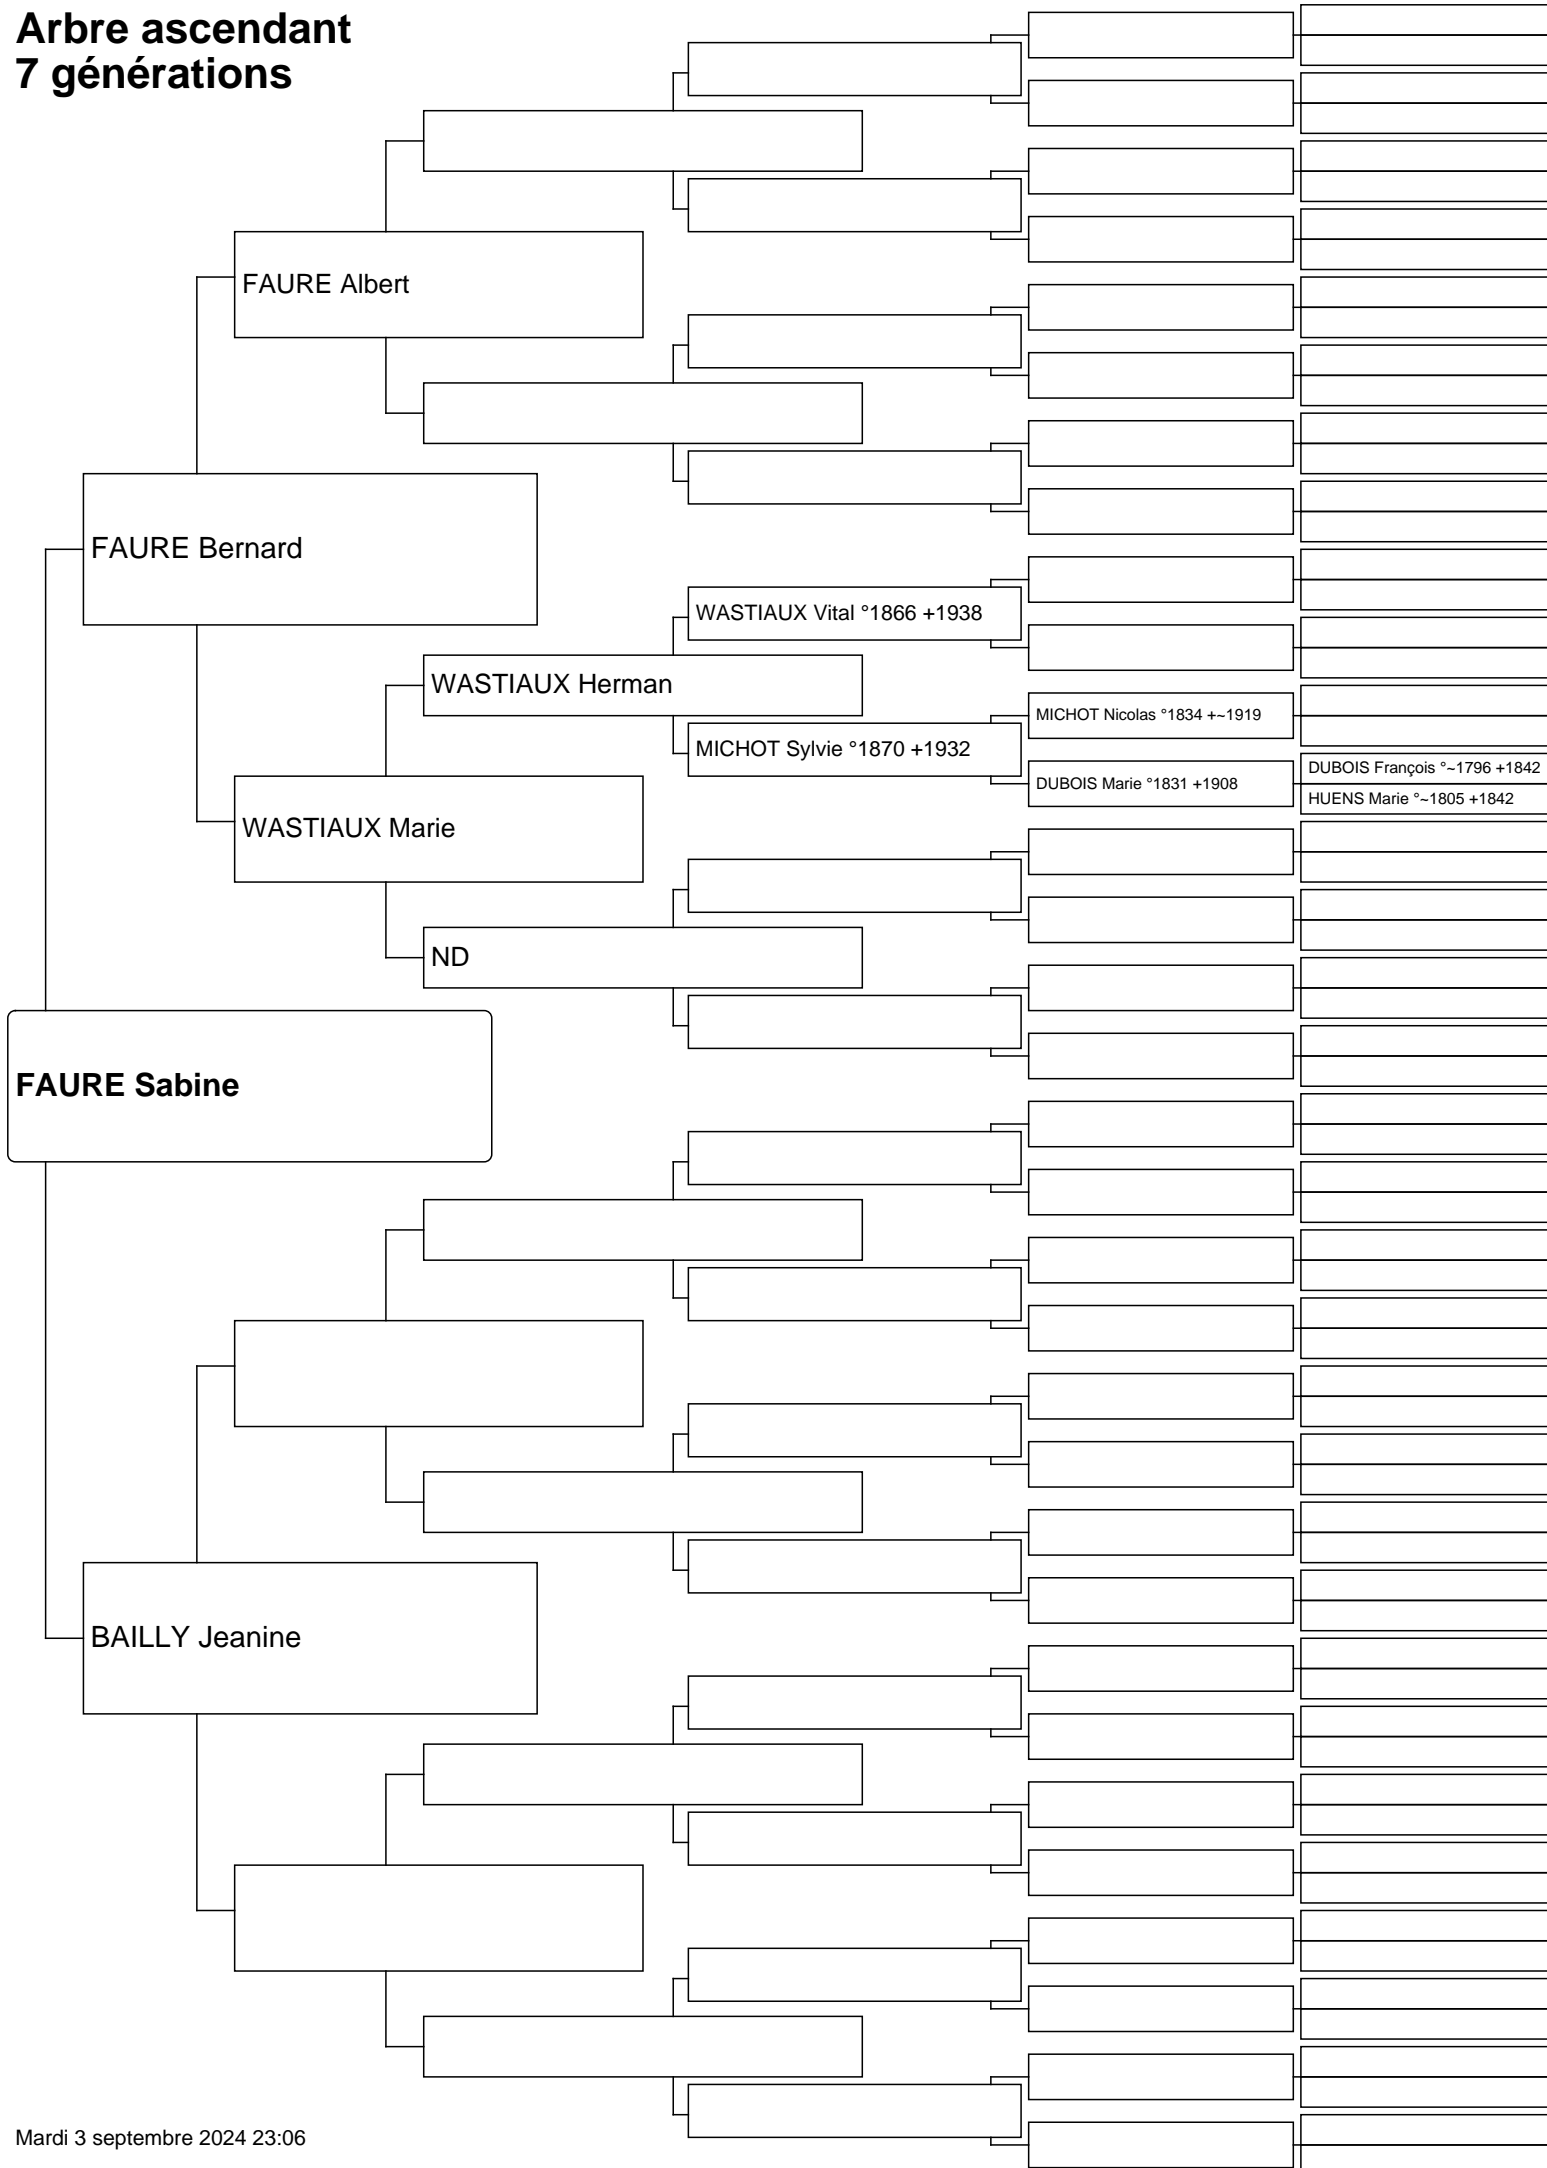 Arbre ascendant
7 générations
FAURE Albert
FAURE Bernard
WASTIAUX Vital °1866 +1938
WASTIAUX Herman
MICHOT Nicolas °1834 +~1919
MICHOT Sylvie °1870 +1932
DUBOIS François °~1796 +1842
DUBOIS Marie °1831 +1908
HUENS Marie °~1805 +1842
WASTIAUX Marie
ND
FAURE Sabine
BAILLY Jeanine
Mardi 3 septembre 2024 23:06